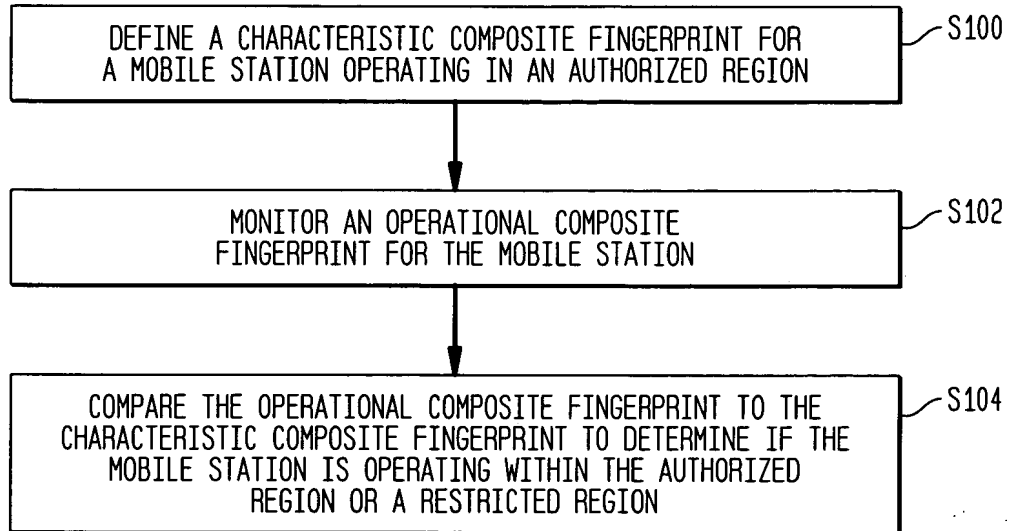 DEFINE A CHARACTERISTIC COMPOSITE FINGERPRINT FOR
A MOBILE STATION OPERATING IN AN AUTHORIZED REGION
S100
MONITOR AN OPERATIONAL COMPOSITE
FINGERPRINT FOR THE MOBILE STATION
S102
COMPARE THE OPERATIONAL COMPOSITE FINGERPRINT TO THE
CHARACTERISTIC COMPOSITE FINGERPRINT TO DETERMINE IF THE
MOBILE STATION IS OPERATING WITHIN THE AUTHORIZED
REGION OR A RESTRICTED REGION
S104